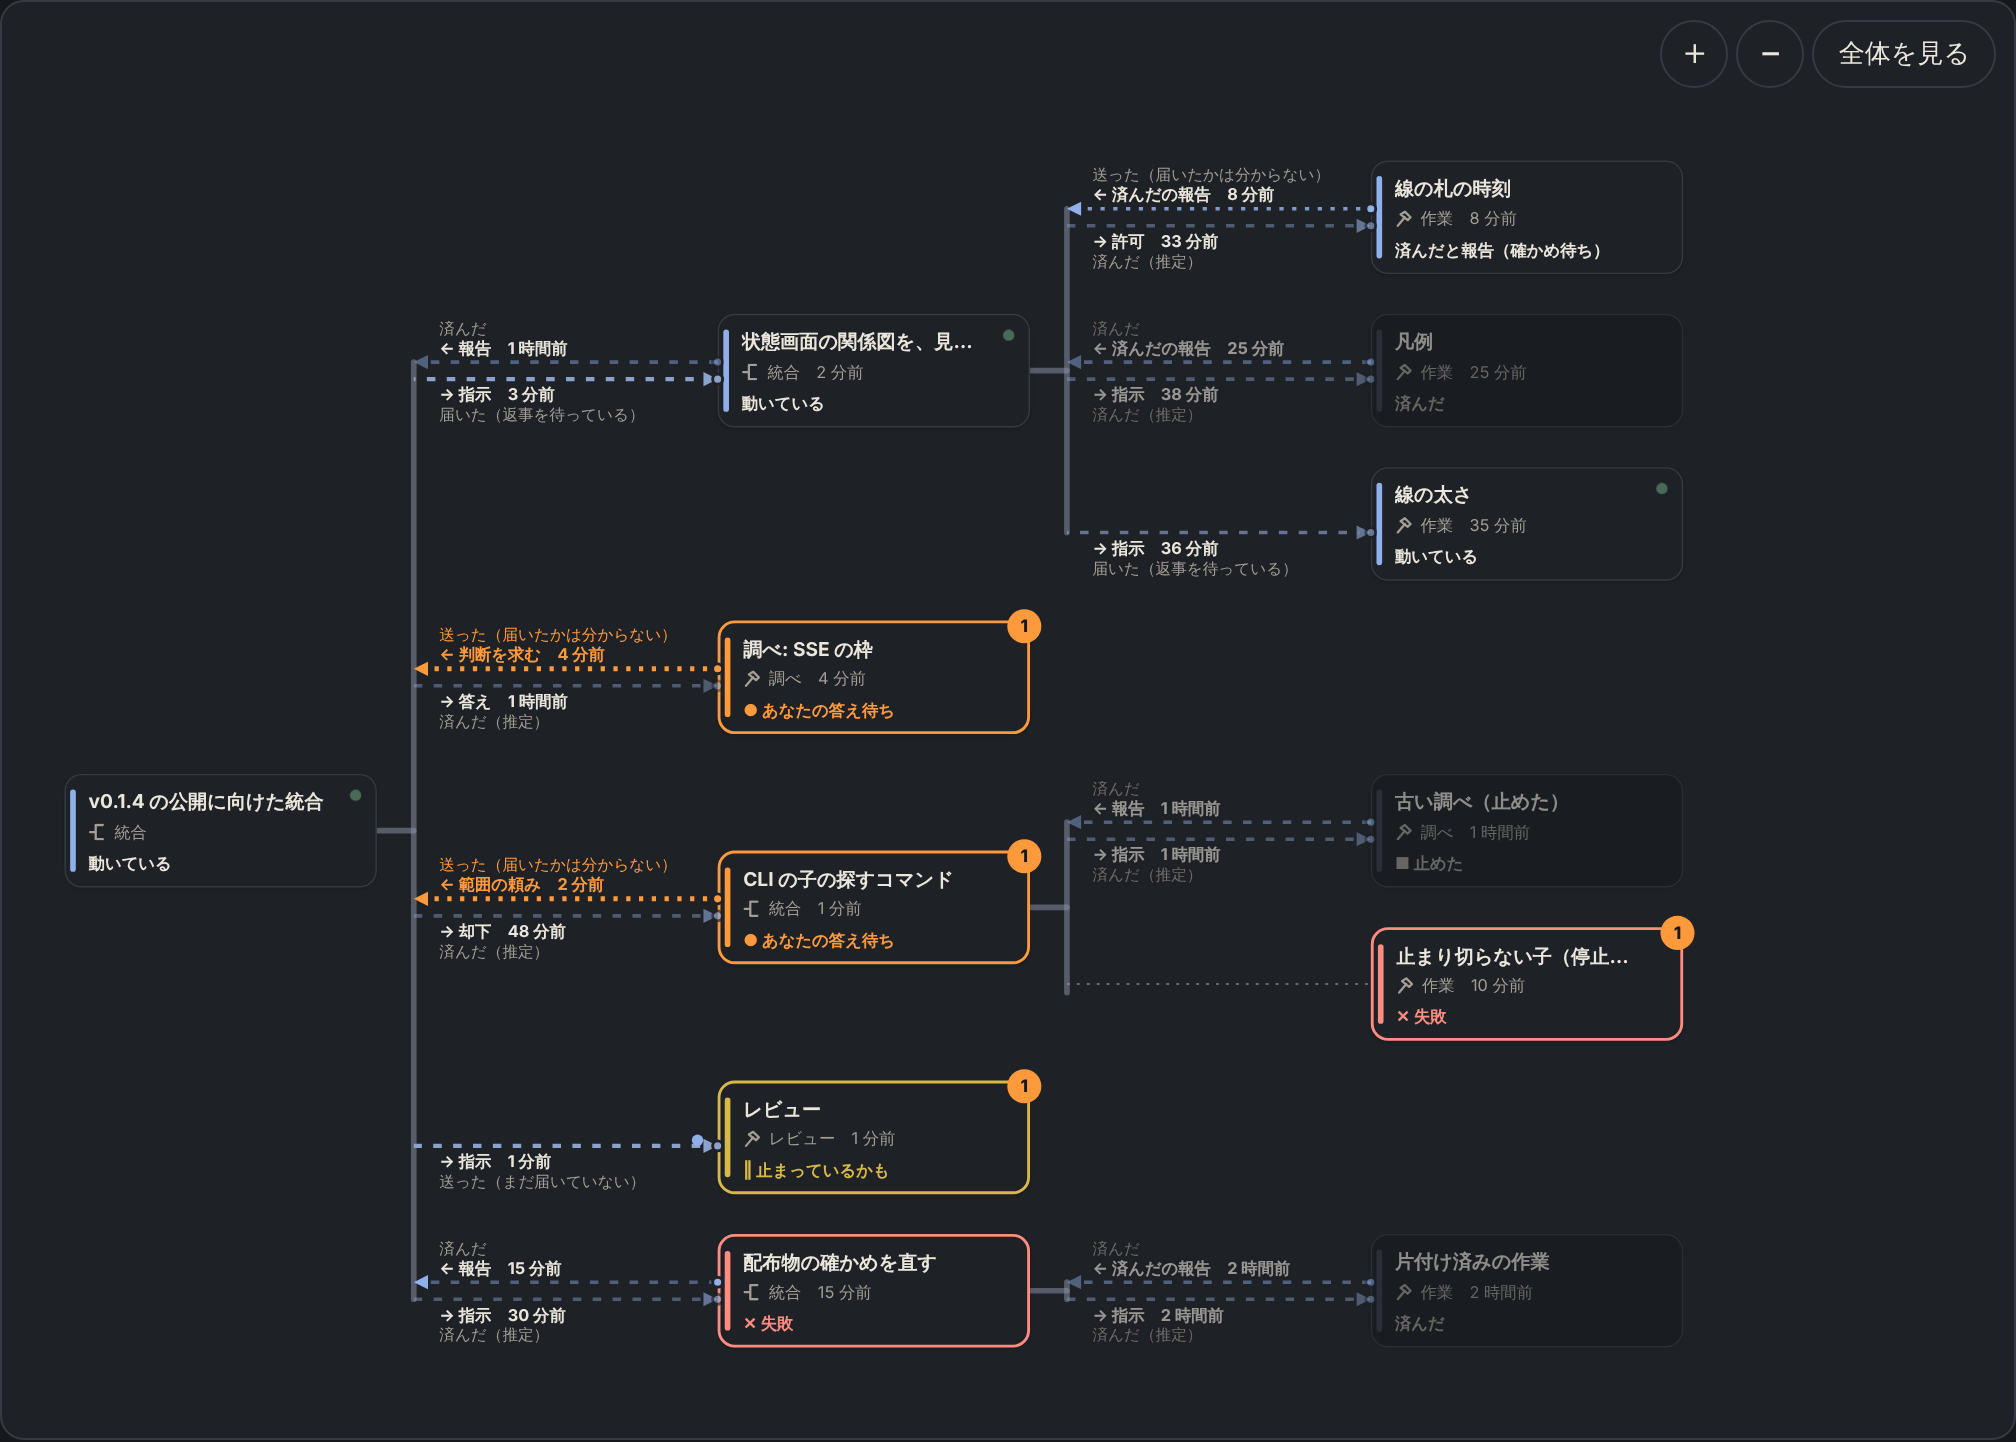 +
−
全体を見る
送った（届いたかは分からない）
← 済んだの報告 8 分前
→ 許可 33 分前
済んだ（推定）
線の札の時刻
作業 8 分前
済んだと報告（確かめ待ち）
済んだ
← 報告 1 時間前
→ 指示 3 分前
届いた（返事を待っている）
状態画面の関係図を、見…
統合 2 分前
動いている
済んだ
← 済んだの報告 25 分前
→ 指示 38 分前
済んだ（推定）
凡例
作業 25 分前
済んだ
→ 指示 36 分前
届いた（返事を待っている）
線の太さ
作業 35 分前
動いている
送った（届いたかは分からない）
← 判断を求む 4 分前
→ 答え 1 時間前
済んだ（推定）
1
調べ: SSE の枠
調べ 4 分前
あなたの答え待ち
v0.1.4 の公開に向けた統合
統合
動いている
送った（届いたかは分からない）
← 範囲の頼み 2 分前
→ 却下 48 分前
済んだ（推定）
1
CLI の子の探すコマンド
統合 1 分前
あなたの答え待ち
済んだ
← 報告 1 時間前
→ 指示 1 時間前
済んだ（推定）
古い調べ（止めた）
調べ 1 時間前
■ 止めた
1
止まり切らない子（停止…
作業 10 分前
× 失敗
→ 指示 1 分前
送った（まだ届いていない）
1
レビュー
レビュー 1 分前
止まっているかも
済んだ
← 報告 15 分前
→ 指示 30 分前
済んだ（推定）
配布物の確かめを直す
統合 15 分前
× 失敗
済んだ
← 済んだの報告 2 時間前
→ 指示 2 時間前
済んだ（推定）
片付け済みの作業
作業 2 時間前
済んだ